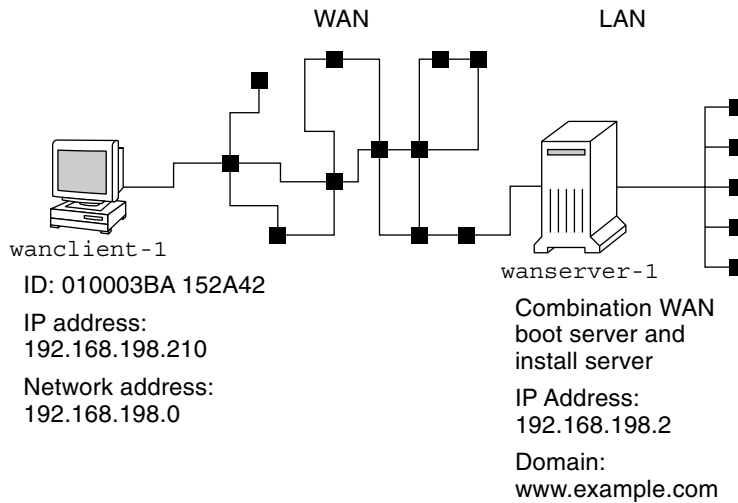 WAN
LAN
wanclient-1
ID: 010003BA 152A42
IP address:
192.168.198.210
Network address:
192.168.198.0
wanserver-1
Combination WAN
boot server and
install server
IP Address:
192.168.198.2
Domain:
www.example.com